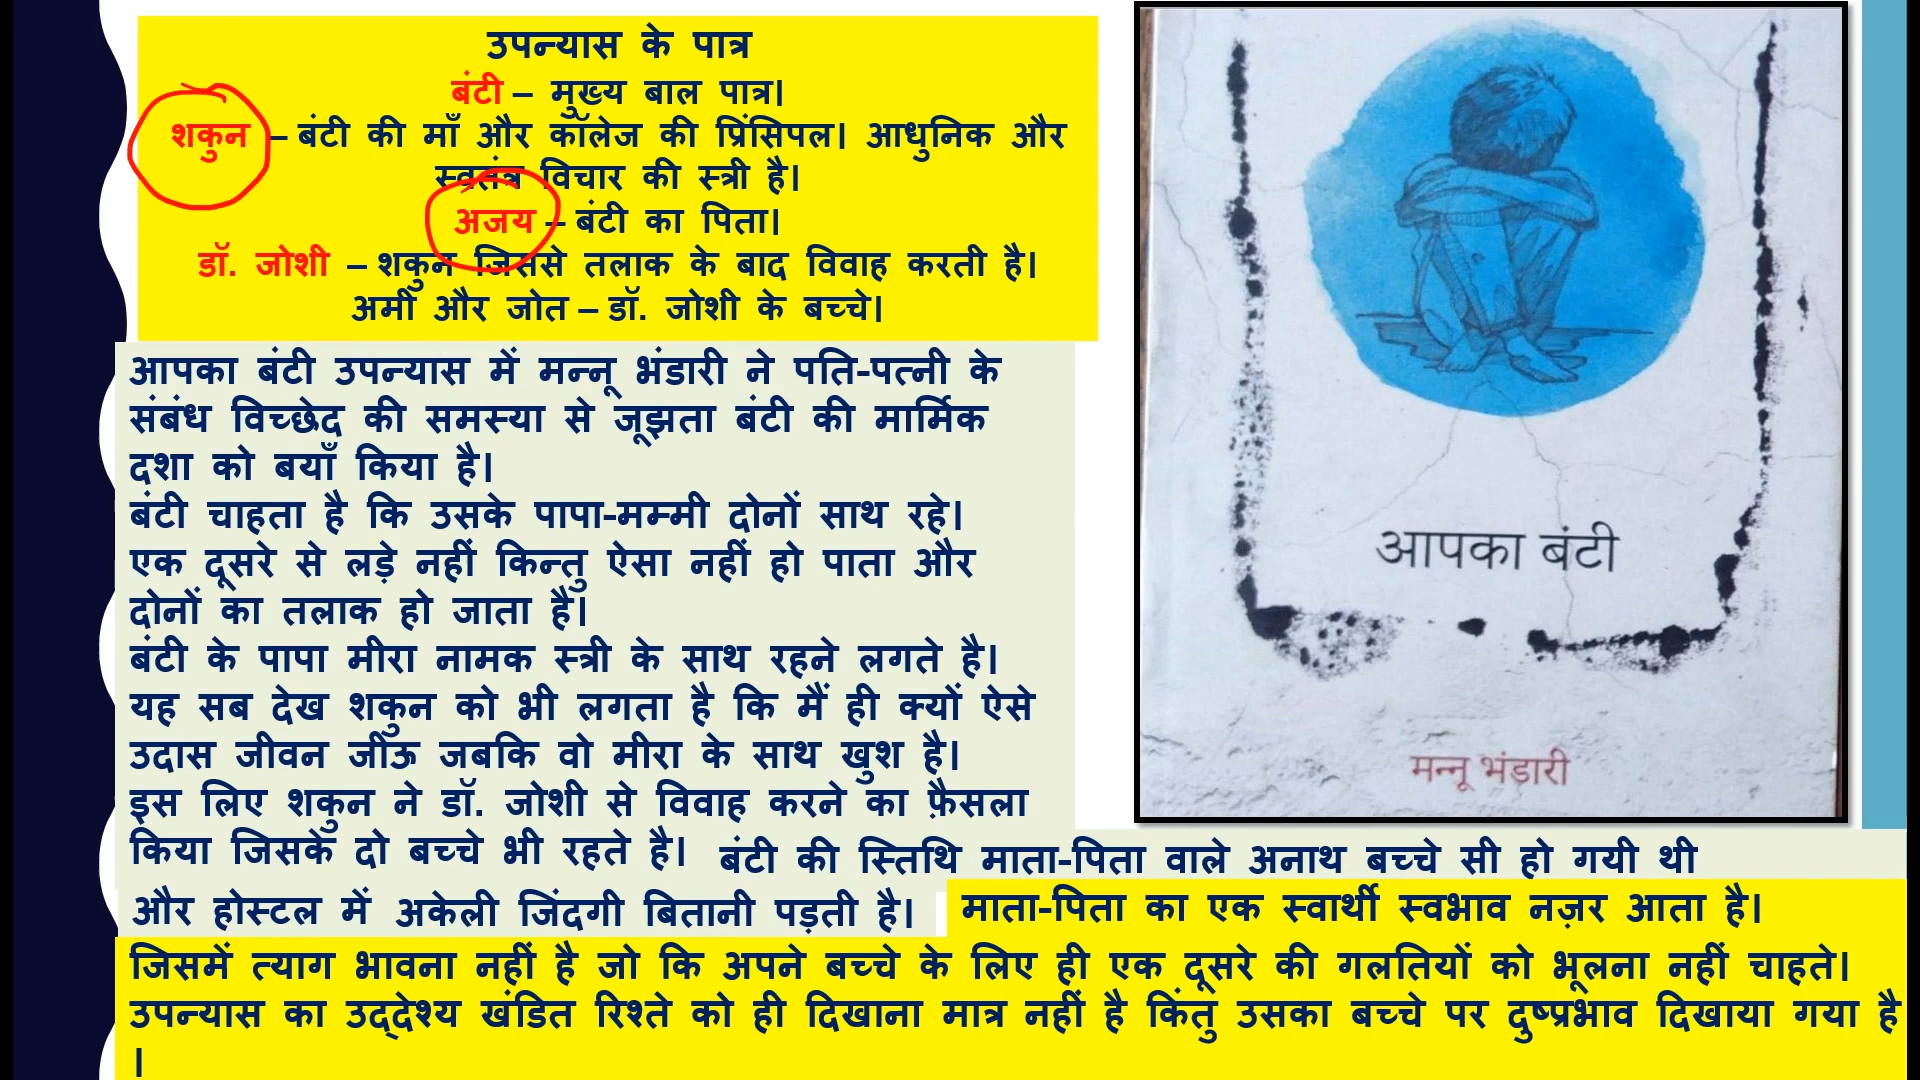 उपन्यास के पात्र
बंटी – मुख्य बाल पात्र।
शकुन – बंटी की माँ और कॉलेज की प्रिंसिपल। आधुनिक और
स्वतंत्र विचार की स्त्री है।
अजय – बंटी का पिता।
डॉ. जोशी – शकुन जिससे तलाक के बाद विवाह करती है।
अमी और जोत – डॉ. जोशी के बच्चे।
आपका बंटी उपन्यास में मन्नू भंडारी ने पति-पत्नी के
संबंध विच्छेद की समस्या से जूझता बंटी की मार्मिक
दशा को बयाँ किया है।
बंटी चाहता है कि उसके पापा-मम्मी दोनों साथ रहे।
एक दूसरे से लड़े नहीं किन्तु ऐसा नहीं हो पाता और
दोनों का तलाक हो जाता है।
बंटी के पापा मीरा नामक स्त्री के साथ रहने लगते है।
यह सब देख शकुन को भी लगता है कि मैं ही क्यों ऐसे
उदास जीवन जीऊ जबकि वो मीरा के साथ खुश है।
इस लिए शकुन ने डॉ. जोशी से विवाह करने का फ़ैसला
किया जिसके दो बच्चे भी रहते है। बंटी की स्तिथि माता-पिता वाले अनाथ बच्चे सी हो गयी थी
और होस्टल में अकेली जिंदगी बितानी पड़ती है। माता-पिता का एक स्वार्थी स्वभाव नज़र आता है।
जिसमें त्याग भावना नहीं है जो कि अपने बच्चे के लिए ही एक दूसरे की गलतियों को भूलना नहीं चाहते।
उपन्यास का उद्देश्य खंडित रिश्ते को ही दिखाना मात्र नहीं है किंतु उसका बच्चे पर दुष्प्रभाव दिखाया गया है
।
आपका बंटी
मन्नू भंडारी